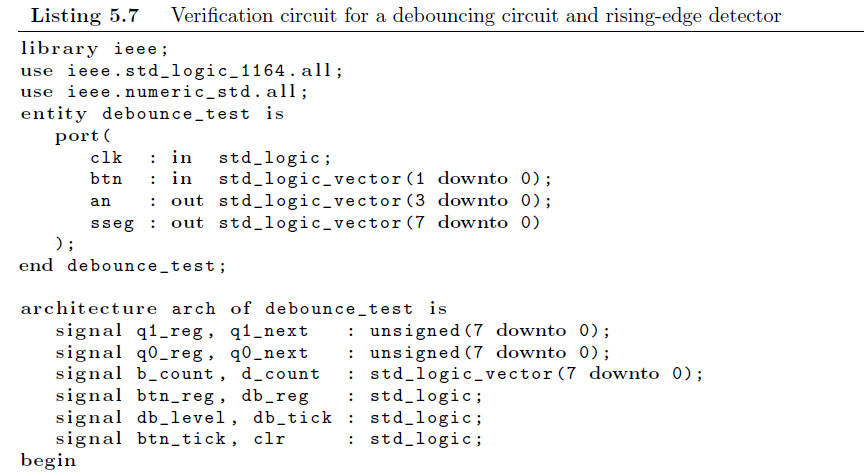 Listing 5.7 Verification circuit for a debouncing circuit and rising-edge detector
library ieee;
use ieee.std_logic_1164.all;
use ieee.numeric_std.all;
entity debounce_test is
   port(
      clk  : in  std_logic;
      btn  : in  std_logic_vector(1 downto 0);
      an   : out std_logic_vector(3 downto 0);
      sseg : out std_logic_vector(7 downto 0)
   );
end debounce_test;
architecture arch of debounce_test is
   signal q1_reg, q1_next   : unsigned(7 downto 0);
   signal q0_reg, q0_next   : unsigned(7 downto 0);
   signal b_count, d_count  : std_logic_vector(7 downto 0);
   signal btn_reg, db_reg   : std_logic;
   signal db_level, db_tick : std_logic;
   signal btn_tick, clr     : std_logic;
begin